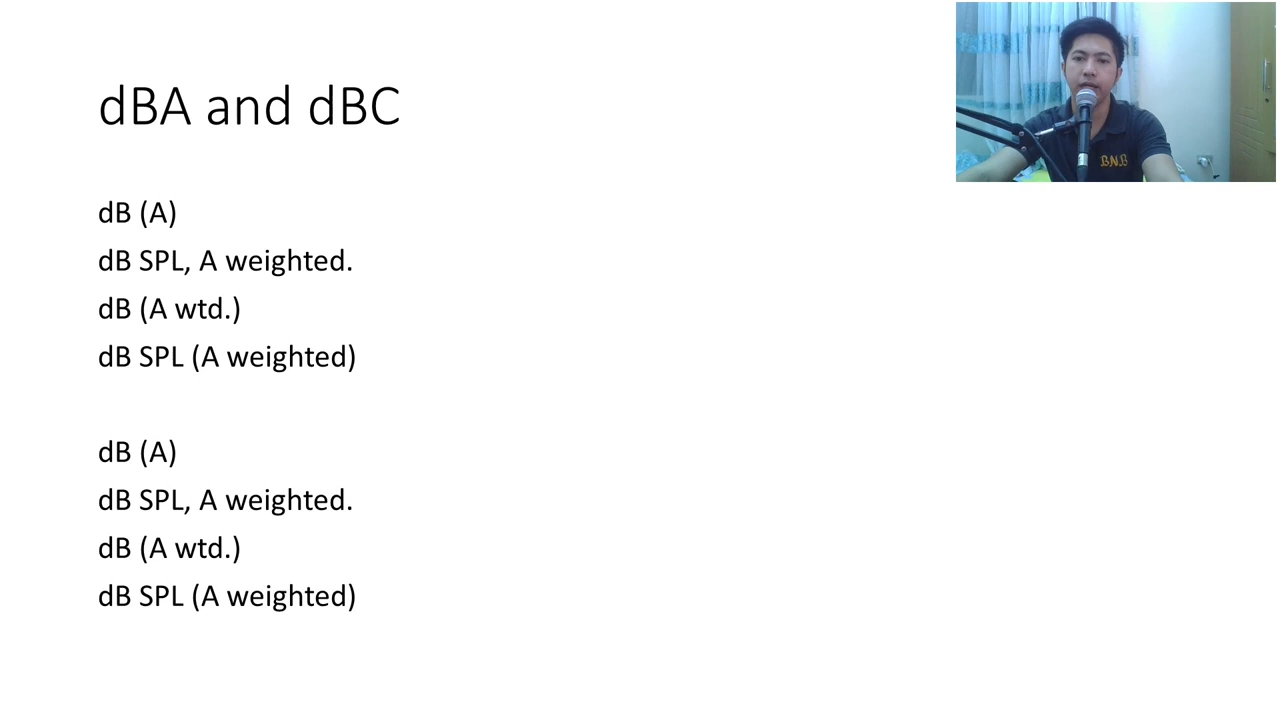 dBA and dBC
BNB
dB (A)
dB SPL, A weighted.
dB (A wtd.)
dB SPL (A weighted)
dB (A)
dB SPL, A weighted.
dB (A wtd.)
dB SPL (A weighted)